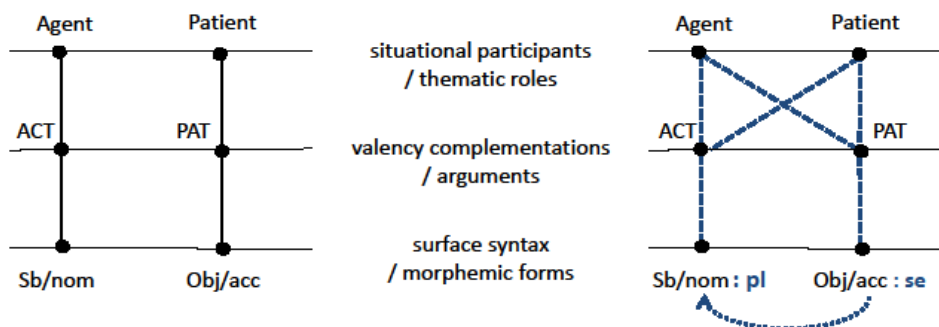 Agent Patient
situational participants
/ thematic roles
Agent Patient
ACT PAT
valency complementations
/ arguments
ACT PAT
surface syntax
/ morphemic forms
Sb/nom Obj/acc
Sb/nom : pl Obj/acc : se